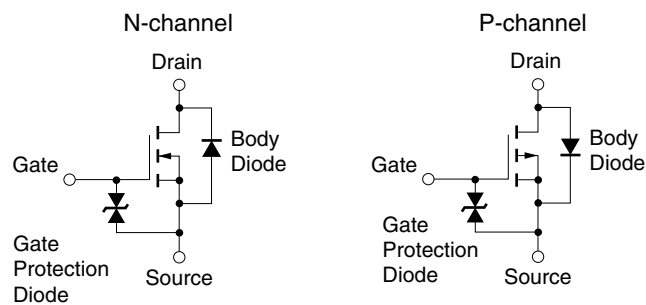 N-channel
Drain
Body
Diode
Gate
Gate
Protection
Diode
Source
P-channel
Drain
Body
Diode
Gate
Gate
Protection
Diode
Source